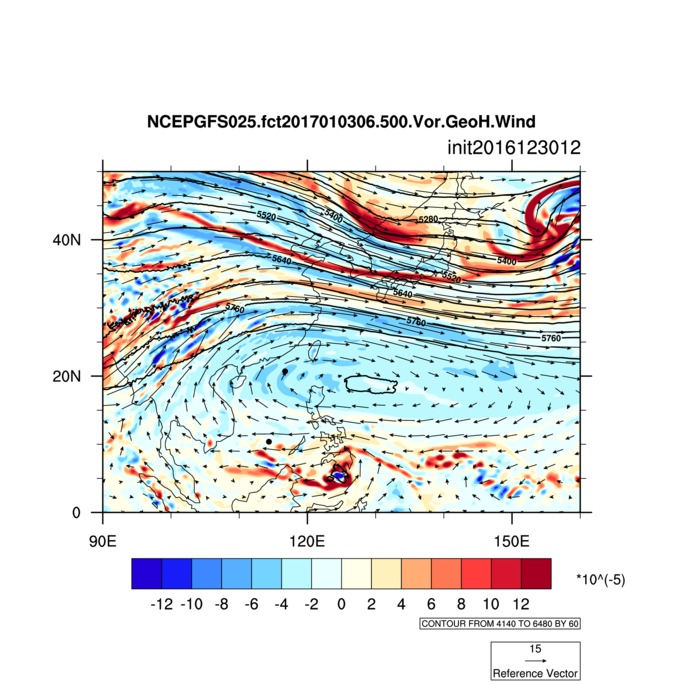 NCEPGFS025.fct2017010306.500.Vor.GeoH.Wind
init2016123012
40N
20N
0
90E 120E 150E
5520
5400
5280
5400
5640
5520
5640
5760
5760
5760
-12 -10 -8 -6 -4 -2 0 2 4 6 8 10 12
*10^(-5)
CONTOUR FROM 4140 TO 6480 BY 60
15
Reference Vector